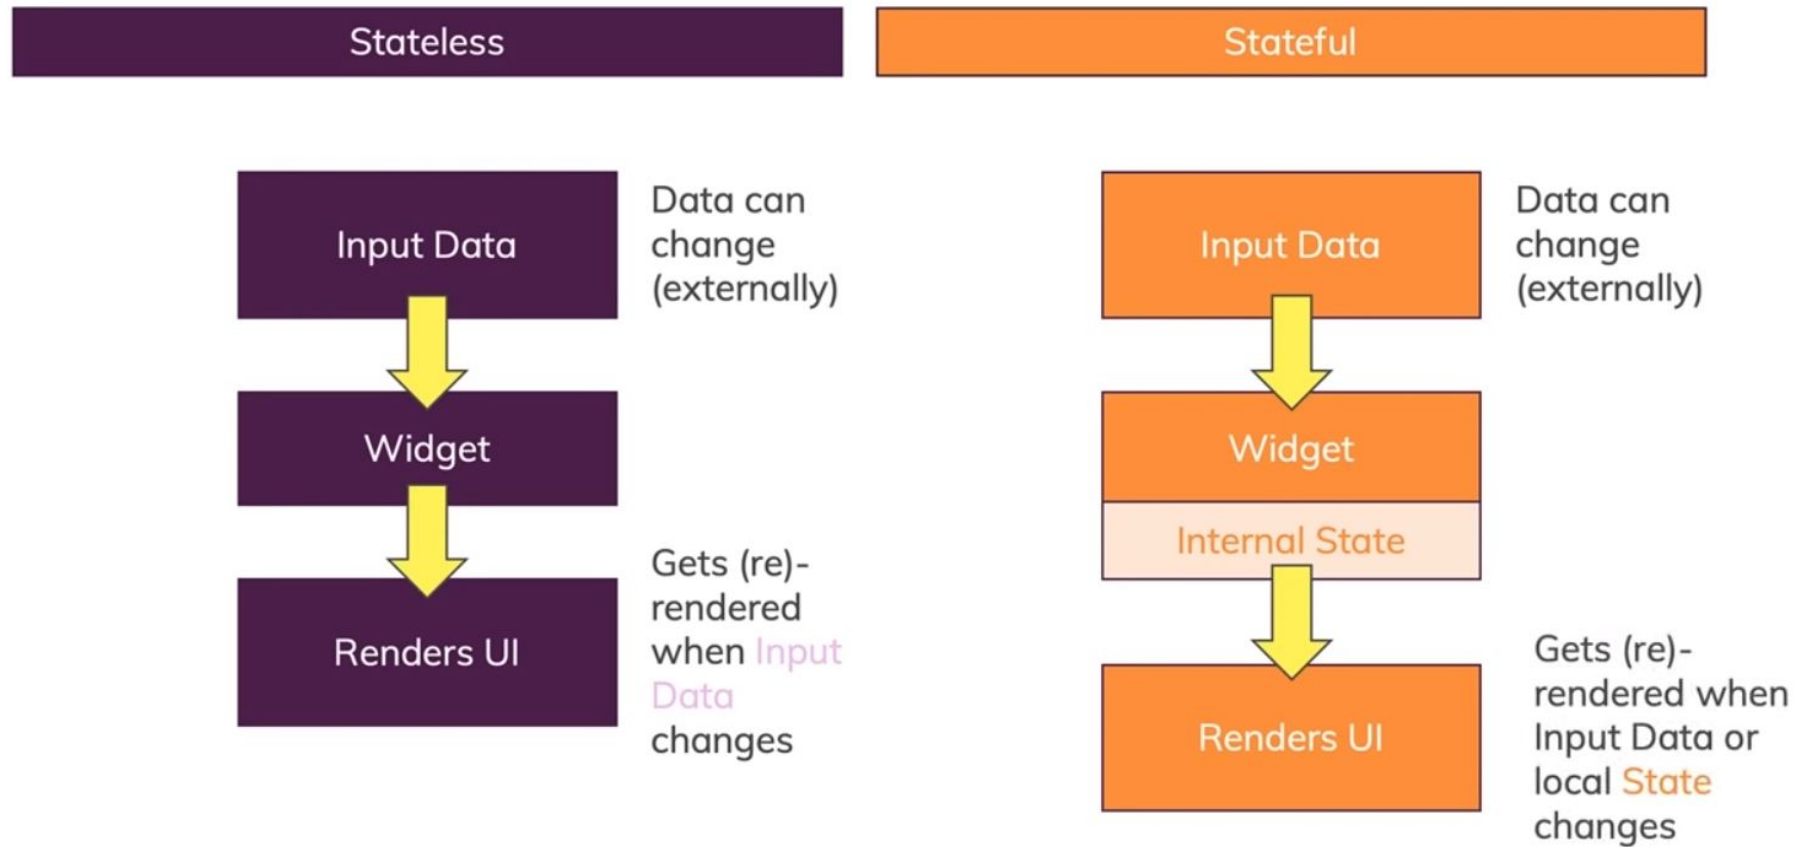 Stateless
Input Data
Data can
change
(externally)
Widget
Renders UI
Gets (re)-
rendered
when Input
Data
changes
Stateful
Input Data
Data can
change
(externally)
Widget
Internal State
Renders UI
Gets (re)-
rendered when
Input Data or
local State
changes